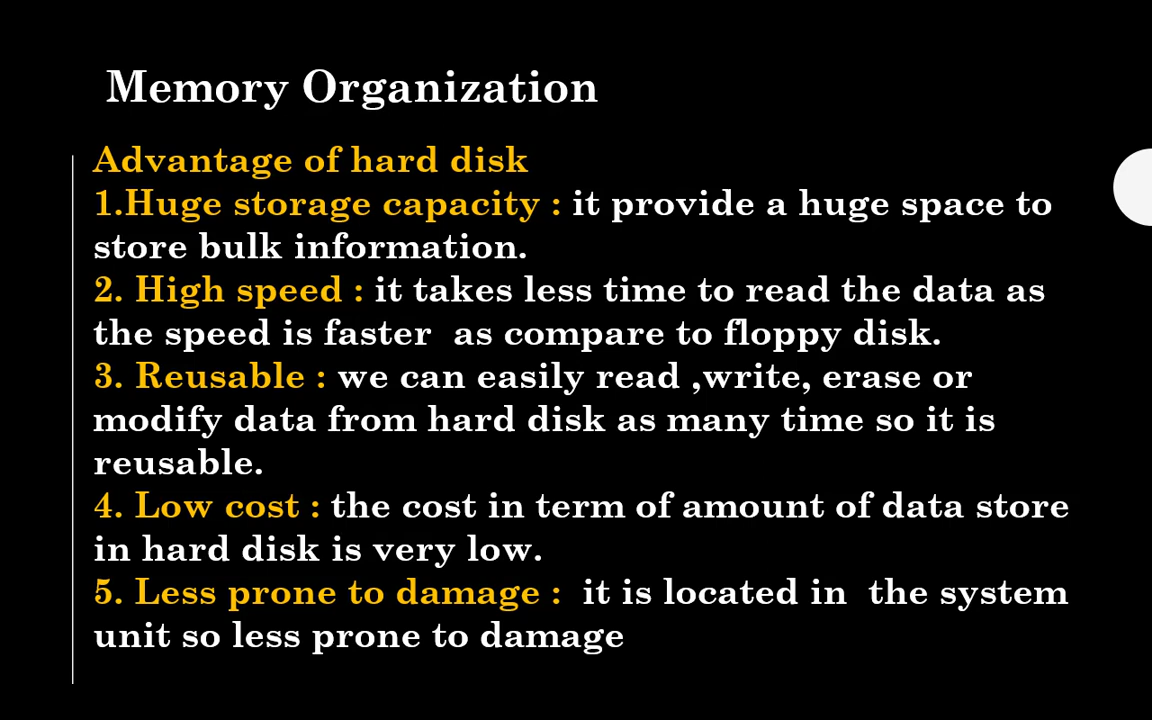 Memory Organization
Advantage of hard disk
1.Huge storage capacity : it provide a huge space to
store bulk information.
2. High speed : it takes less time to read the data as
the speed is faster  as compare to floppy disk.
3. Reusable : we can easily read ,write, erase or
modify data from hard disk as many time so it is
reusable.
4. Low cost : the cost in term of amount of data store
in hard disk is very low.
5. Less prone to damage :  it is located in  the system
unit so less prone to damage